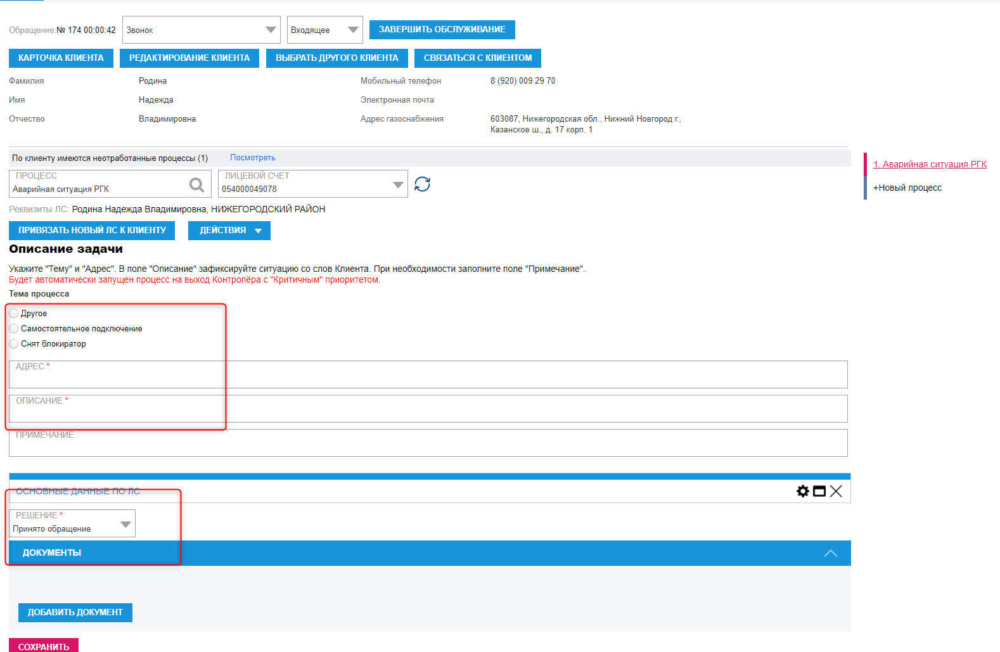 Обращение:№ 174 00:00:42 Звонок Входящее ЗАВЕРШИТЬ ОБСЛУЖИВАНИЕ
КАРТОЧКА КЛИЕНТА РЕДАКТИРОВАНИЕ КЛИЕНТА ВЫБРАТЬ ДРУГОГО КЛИЕНТА СВЯЗАТЬСЯ С КЛИЕНТОМ
Фамилия Родина Мобильный телефон 8 (920) 009 29 70
Имя Надежда Электронная почта
Отчество Владимировна Адрес газоснабжения 603087, Нижегородская обл., Нижний Новгород г.,
Казанское ш., д. 17 корп. 1
По клиенту имеются неотработанные процессы (1) Посмотреть
1. Аварийная ситуация РГК
+Новый процесс
ПРОЦЕСС ЛИЦЕВОЙ СЧЕТ
Аварийная ситуация РГК 054000049078
Реквизиты ЛС: Родина Надежда Владимировна, НИЖЕГОРОДСКИЙ РАЙОН
ПРИВЯЗАТЬ НОВЫЙ ЛС К КЛИЕНТУ ДЕЙСТВИЯ
Описание задачи
Укажите "Тему" и "Адрес". В поле "Описание" зафиксируйте ситуацию со слов Клиента. При необходимости заполните поле "Примечание".
Будет автоматически запущен процесс на выход Контролёра с "Критичным" приоритетом.
Тема процесса
Другое
Самостоятельное подключение
Снят блокиратор
АДРЕС *
ОПИСАНИЕ *
ПРИМЕЧАНИЕ
ОСНОВНЫЕ ДАННЫЕ ПО ЛС
РЕШЕНИЕ *
Принято обращение
ДОКУМЕНТЫ
ДОБАВИТЬ ДОКУМЕНТ
СОХРАНИТЬ